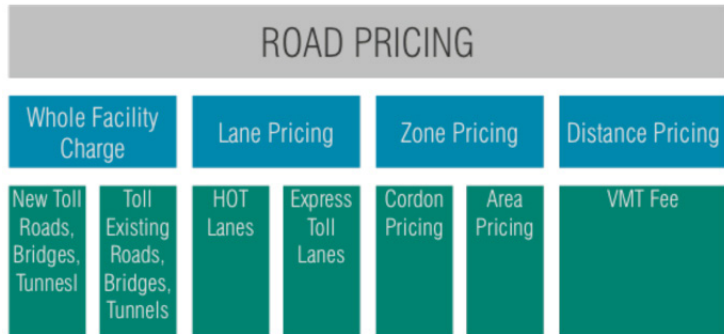 ROAD PRICING
Whole Facility
Charge
Lane Pricing
Zone Pricing
Distance Pricing
New Toll
Roads,
Bridges,
Tunnesl
Toll
Existing
Roads,
Bridges,
Tunnels
HOT
Lanes
Express
Toll
Lanes
Cordon
Pricing
Area
Pricing
VMT Fee